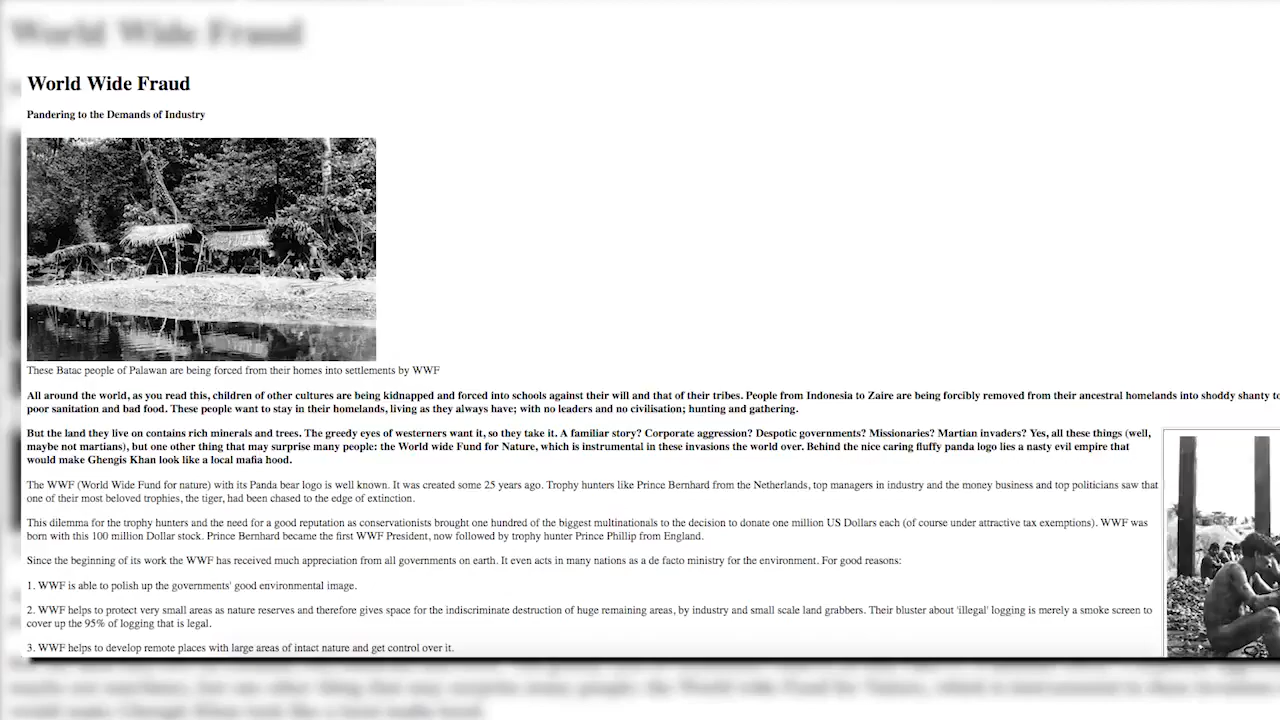 World Wide Fraud
World Wide Fraud
Pandering to the Demands of Industry
These Batac people of Palawan are being forced from their homes into settlements by WWF
All around the world, as you read this, children of other cultures are being kidnapped and forced into schools against their will and that of their tribes. People from Indonesia to Zaire are being forcibly removed from their ancestral homelands into shoddy shanty to
poor sanitation and bad food. These people want to stay in their homelands, living as they always have; with no leaders and no civilisation; hunting and gathering.
But the land they live on contains rich minerals and trees. The greedy eyes of westerners want it, so they take it. A familiar story? Corporate aggression? Despotic governments? Missionaries? Martian invaders? Yes, all these things (well,
maybe not martians), but one other thing that may surprise many people: the World wide Fund for Nature, which is instrumental in these invasions the world over. Behind the nice caring fluffy panda logo lies a nasty evil empire that
would make Ghengis Khan look like a local mafia hood.
The WWF (World Wide Fund for nature) with its Panda bear logo is well known. It was created some 25 years ago. Trophy hunters like Prince Bernhard from the Netherlands, top managers in industry and the money business and top politicians saw that
one of their most beloved trophies, the tiger, had been chased to the edge of extinction.
This dilemma for the trophy hunters and the need for a good reputation as conservationists brought one hundred of the biggest multinationals to the decision to donate one million US Dollars each (of course under attractive tax exemptions). WWF was
born with this 100 million Dollar stock. Prince Bernhard became the first WWF President, now followed by trophy hunter Prince Phillip from England.
Since the beginning of its work the WWF has received much appreciation from all governments on earth. It even acts in many nations as a de facto ministry for the environment. For good reasons:
1. WWF is able to polish up the governments' good environmental image.
2. WWF helps to protect very small areas as nature reserves and therefore gives space for the indiscriminate destruction of huge remaining areas, by industry and small scale land grabbers. Their bluster about 'illegal' logging is merely a smoke screen to
cover up the 95% of logging that is legal.
3. WWF helps to develop remote places with large areas of intact nature and get control over it.